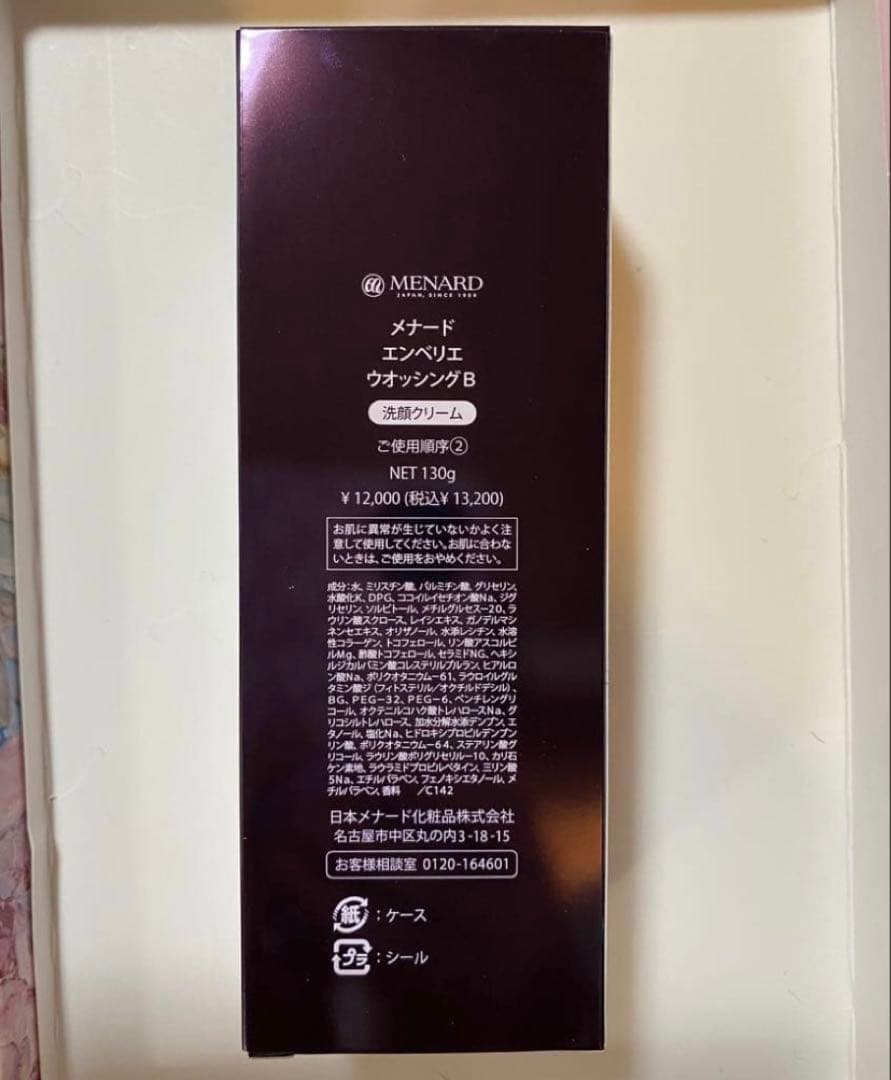 MENARD
JAPAN, SINCE 1959
メナード
エンベリエ
ウオッシングB
洗顔クリーム
ご使用順序②
NET 130g
¥12,000 (税込¥13,200)
お肌に異常が生じていないかよく注
意して使用してください。お肌に合わな
いときは、ご使用をおやめください。
成分:水、ミリスチン酸、パルミチン酸、グリセリン、
水酸化K、DPG、ココイルイセチオン酸Na、ジグ
リセリン、ソルビトール、メチルグルセス-20、ラ
ウリン酸スクロース、レイシエキス、ガノデルマシ
ネンセエキス、オリザノール、水添レシチン、水溶
性コラーゲン、トコフェロール、リン酸アスコルビ
ルMg、酢酸トコフェロール、セラミドNG、ヘキシ
ルジカルバミン酸コレステリルプルラン、ヒアルロ
ン酸Na、ポリクオタニウム-61、ラウロイルグル
タミン酸ジ(フィトステリル/オクチルドデシル)、
BG、PEG-32、PEG-6、ペンチレングリ
コール、オクテニルコハク酸トレハロースNa、グ
リコシルトレハロース、加水分解水添デンプン、エ
タノール、塩化Na、ヒドロキシプロピルデンプン
リン酸、ポリクオタニウム-64、ステアリン酸グ
リコール、ラウリン酸ポリグリセリル-10、カリ石
ケン素地、ラウラミドプロピルベタイン、三リン酸
5Na、エチルパラベン、フェノキシエタノール、メ
チルパラベン、香料 /C142
日本メナード化粧品株式会社
名古屋市中区丸の内3-18-15
お客様相談室 0120-164601
紙:ケース
プラ:シール